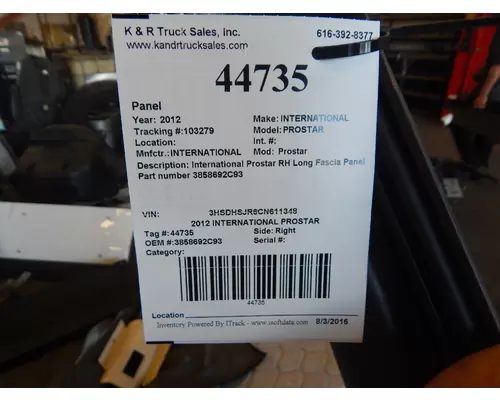 K & R Truck Sales, Inc. 616-392-8377
www.kandrtrucksales.com
44735
Panel
Year: 2012 Make: INTERNATIONAL
Tracking #:103279 Model: PROSTAR
Location: Int. #:
Mnfctr.: INTERNATIONAL Mod: Prostar
Description: International Prostar RH Long Fascia Panel
Part number 3858692C93
VIN: 3HSDHSJR6CN611348
2012 INTERNATIONAL PROSTAR
Tag #: 44735 Side: Right
OEM #:3858692C93 Serial #:
Category:
44735
Location
Inventory Powered By ITrack - www.isoftdata.com 8/3/2016